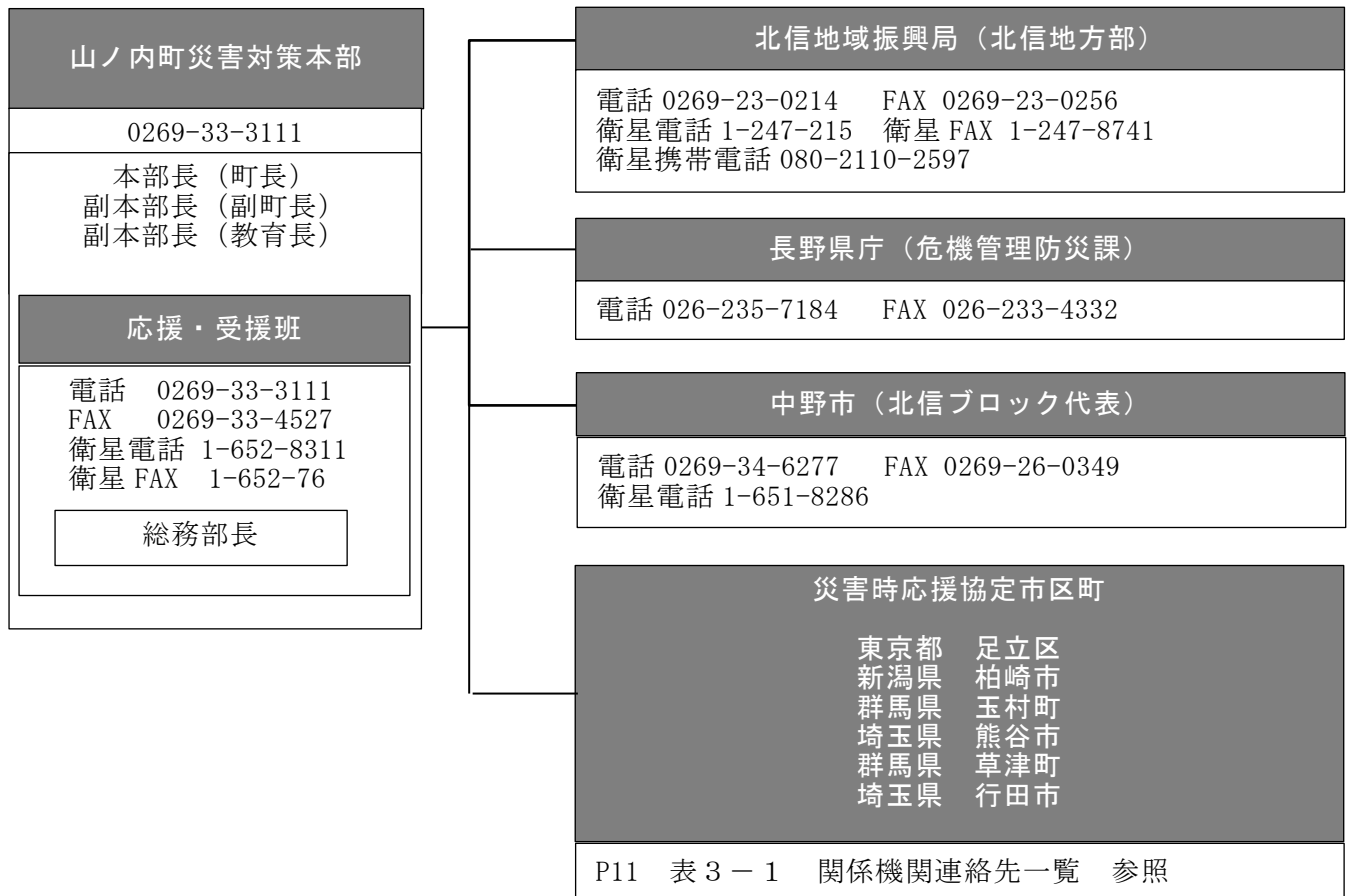 山ノ内町災害対策本部
0269-33-3111
本部長（町長）
副本部長（副町長）
副本部長（教育長）
応援・受援班
電話　0269-33-3111
FAX　0269-33-4527
衛星電話 1-652-8311
衛星 FAX　1-652-76
総務部長
北信地域振興局（北信地方部）
電話 0269-23-0214　FAX 0269-23-0256
衛星電話 1-247-215　衛星 FAX 1-247-8741
衛星携帯電話 080-2110-2597
長野県庁（危機管理防災課）
電話 026-235-7184　FAX 026-233-4332
中野市（北信ブロック代表）
電話 0269-34-6277　FAX 0269-26-0349
衛星電話 1-651-8286
災害時応援協定市区町
東京都　足立区
新潟県　柏崎市
群馬県　玉村町
埼玉県　熊谷市
群馬県　草津町
埼玉県　行田市
P11　表３－１　関係機関連絡先一覧　参照